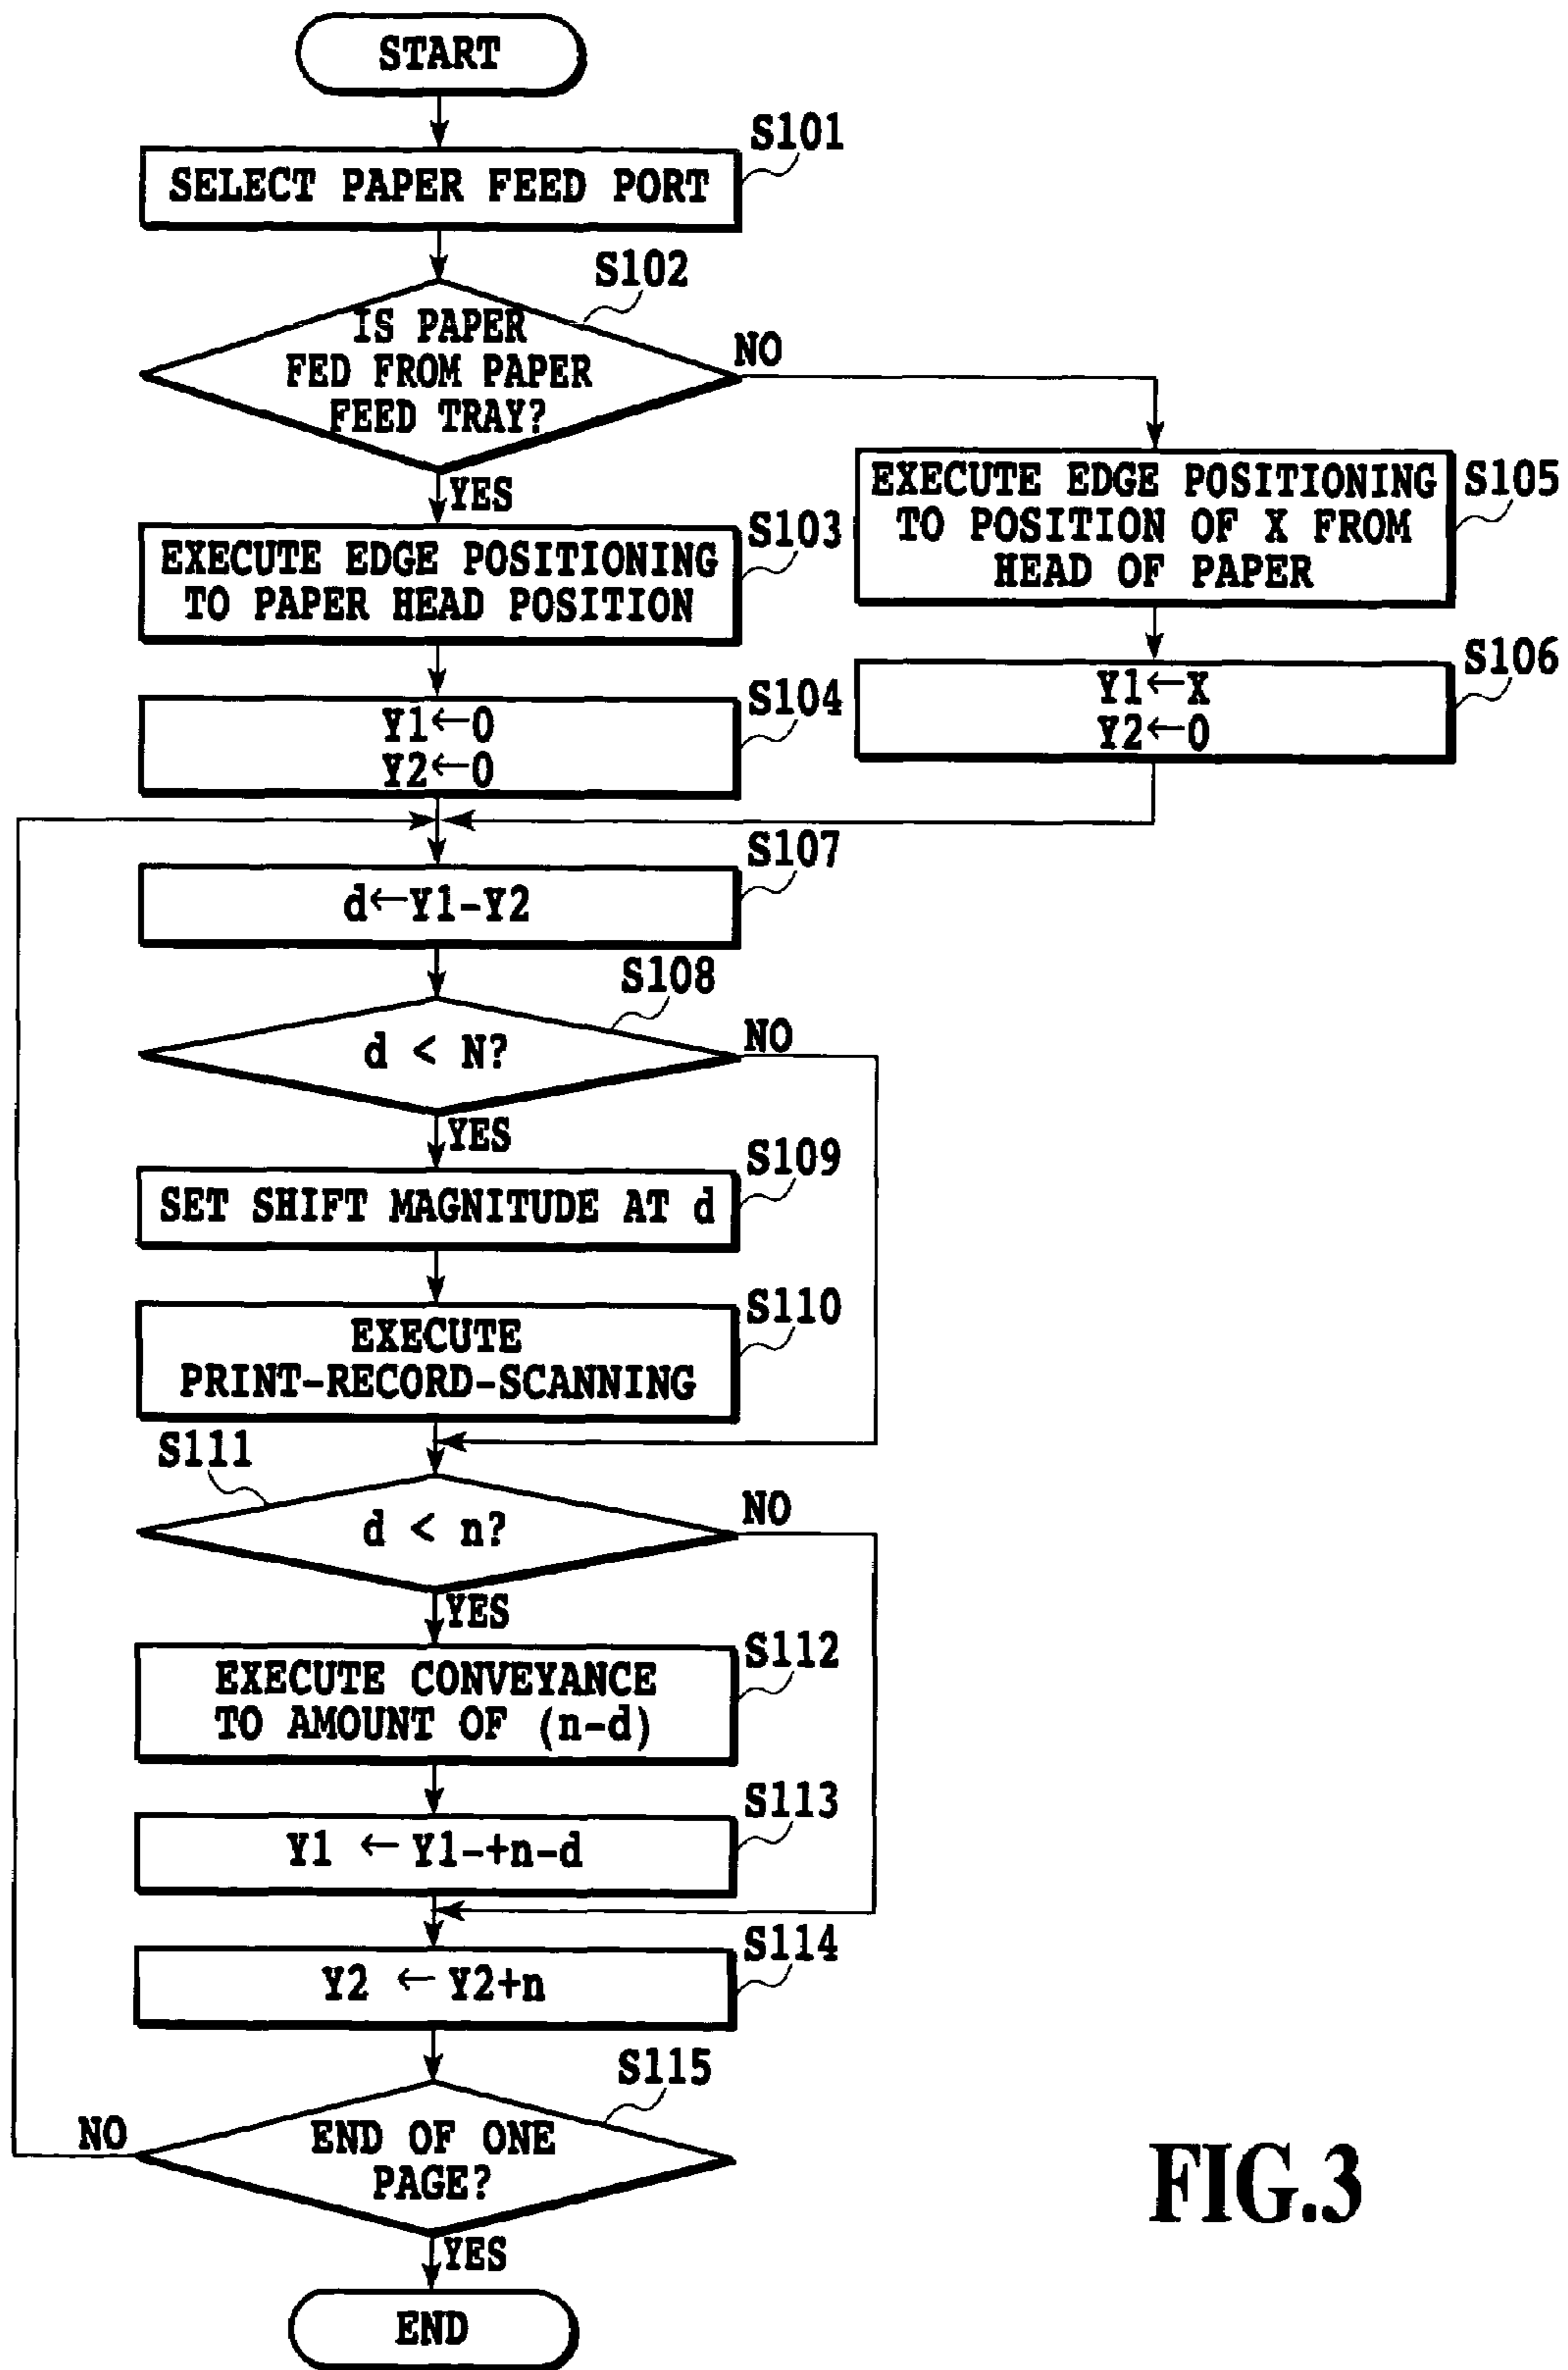 START
S101
SELECT PAPER FEED PORT
S102
IS PAPER
FED FROM PAPER
FEED TRAY?
NO
YES
S103
EXECUTE EDGE POSITIONING
TO PAPER HEAD POSITION
S105
EXECUTE EDGE POSITIONING
TO POSITION OF X FROM
HEAD OF PAPER
S104
Y1←0
Y2←0
S106
Y1←X
Y2←0
S107
d←Y1-Y2
S108
d < N?
NO
YES
S109
SET SHIFT MAGNITUDE AT d
S110
EXECUTE
PRINT-RECORD-SCANNING
S111
d < n?
NO
YES
S112
EXECUTE CONVEYANCE
TO AMOUNT OF (n-d)
S113
Y1 ← Y1-+n-d
S114
Y2 ← Y2+n
S115
END OF ONE
PAGE?
NO
YES
END
FIG.3